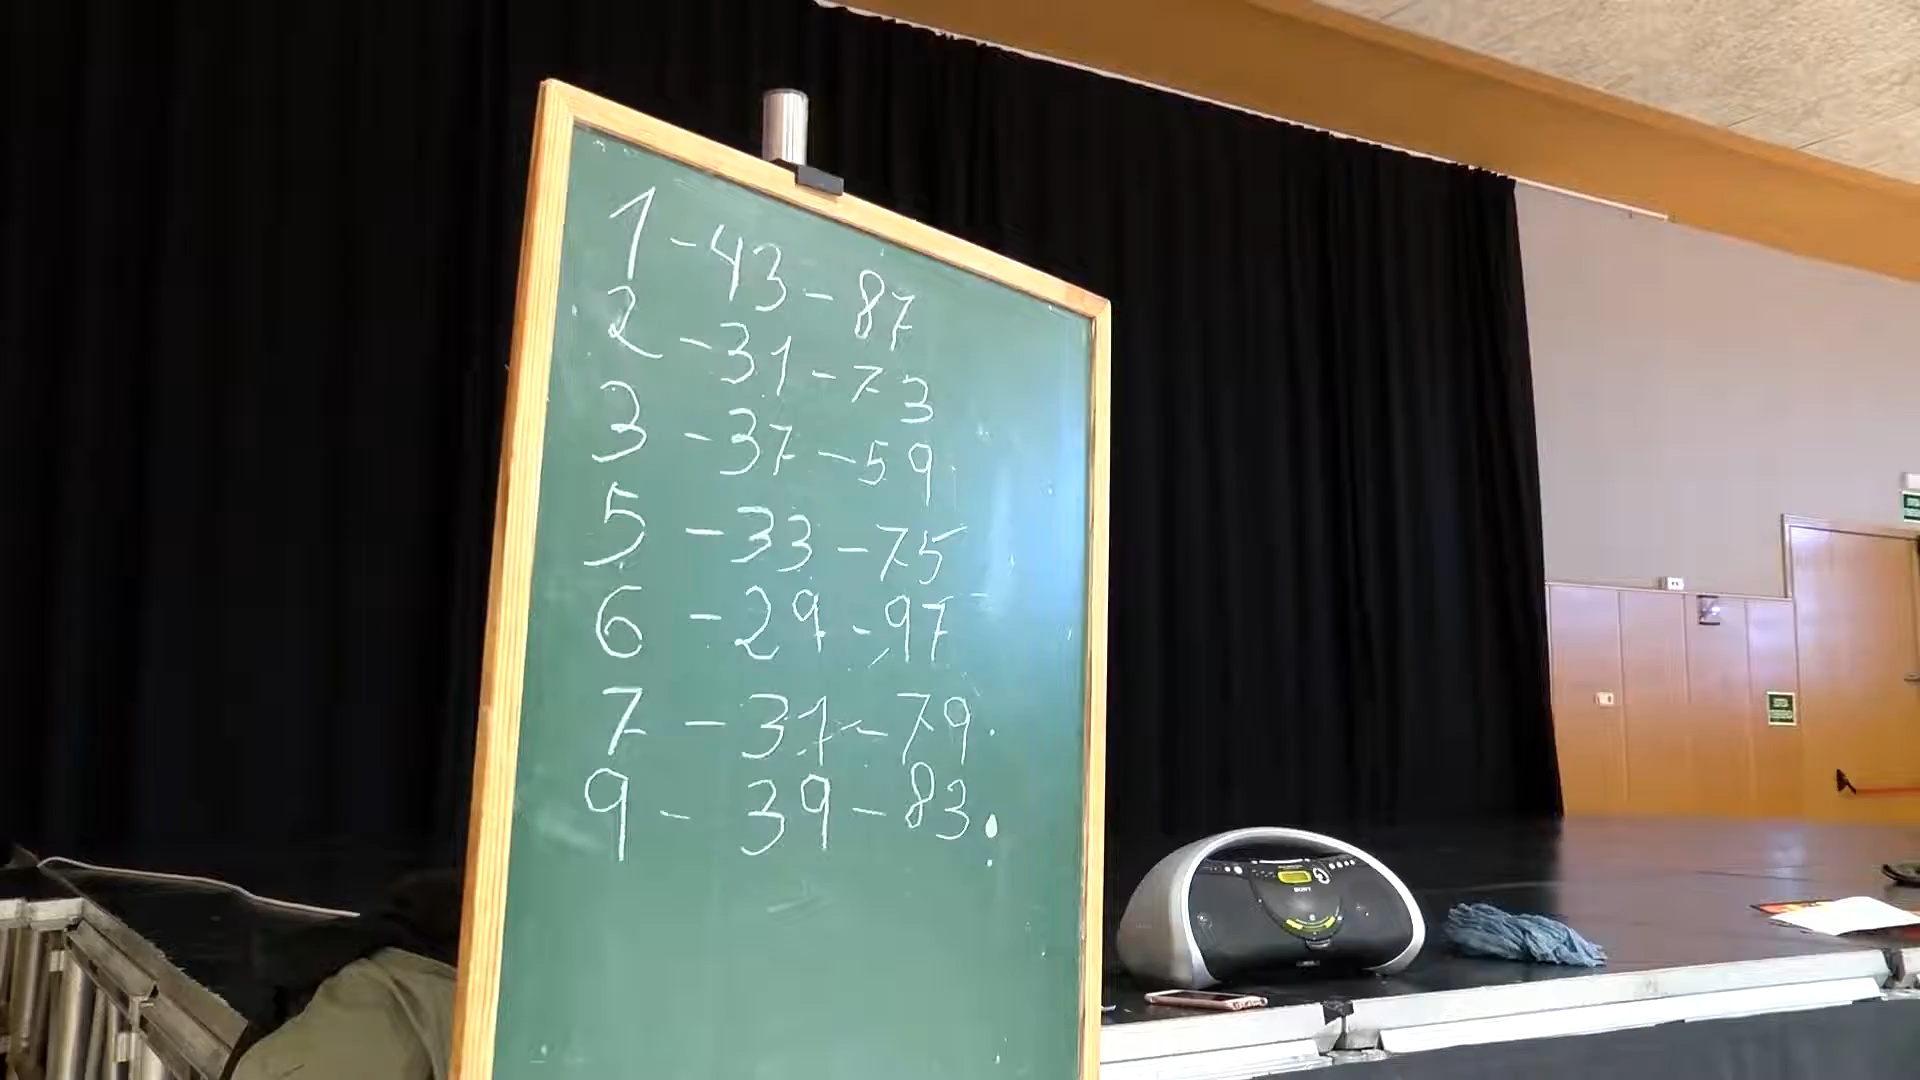 1 - 43 - 87
2 - 31 - 73
3 - 37 - 59
5 - 33 - 75
6 - 29 - 97
7 - 31 - 79.
9 - 39 - 83.
SONY